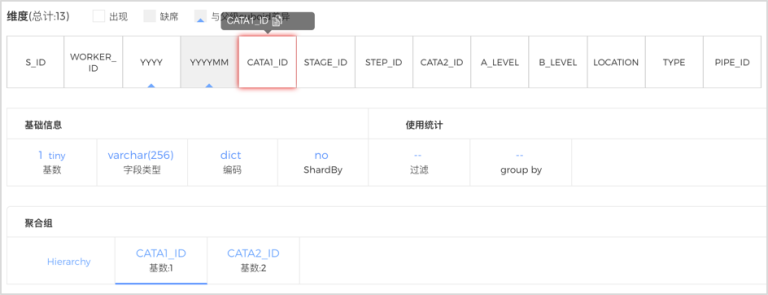 维度(总计:13) 出现 缺席 与父
CATA1_ID
S_ID WORKER_ID YYYY YYYYMM CATA1_ID STAGE_ID STEP_ID CATA2_ID A_LEVEL B_LEVEL LOCATION TYPE PIPE_ID
基础信息 使用统计
1 tiny varchar(256) dict no -- --
基数 字段类型 编码 ShardBy 过滤 group by
聚合组
Hierarchy CATA1_ID CATA2_ID
基数:1 基数:2